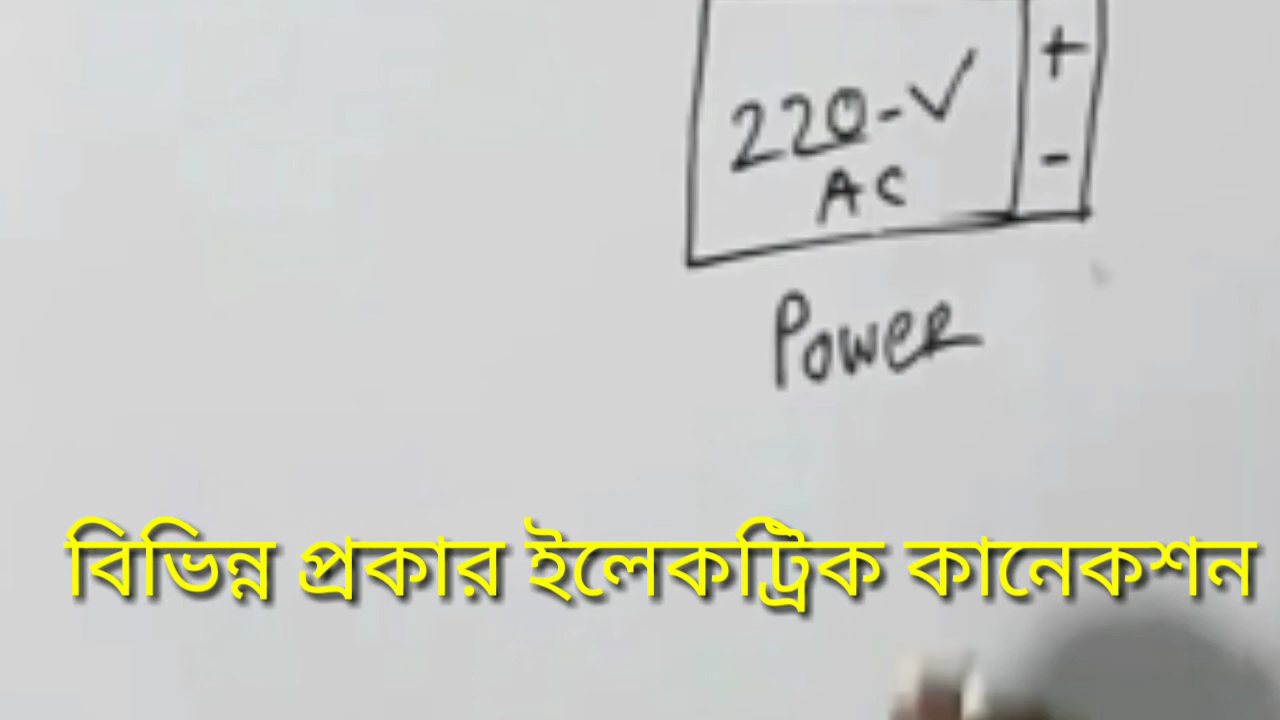 220-V
+
AC
-
Power
বিভিন্ন প্রকার ইলেকট্রিক কানেকশন